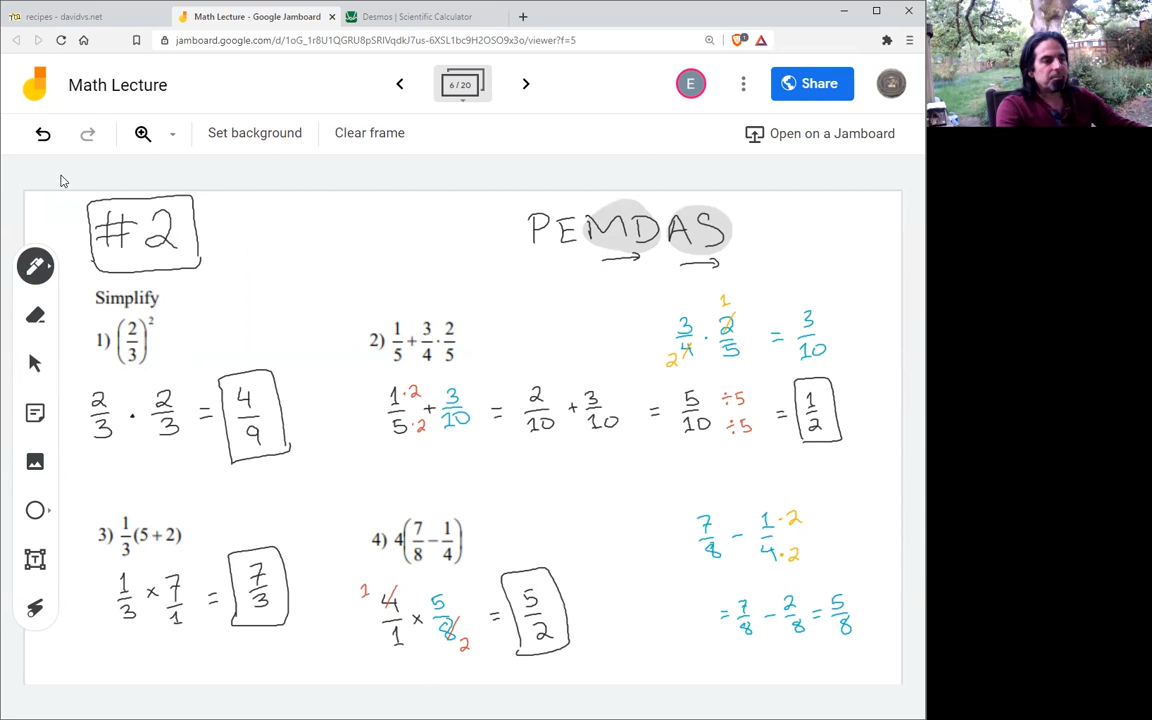 recipes - davidvs.net
Math Lecture - Google Jamboard
Desmos | Scientific Calculator
jamboard.google.com/d/1oG_1r8U1QGRU8pSRIVqdkJ7us-6XSL1bc9H2OSO9x3o/viewer?f=5
1
Math Lecture
6 / 20
E
Share
Set background
Clear frame
Open on a Jamboard
#2
PEMDAS
Simplify
1) (2/3)²
2/3 · 2/3 = 4/9
2) 1/5 + 3/4 · 2/5
3/4 · 2/5 = 3/10
2 1
1·2/5·2 + 3/10 = 2/10 + 3/10 = 5/10 ÷5/÷5 = 1/2
3) 1/3 (5 + 2)
1/3 × 7/1 = 7/3
4) 4(7/8 − 1/4)
7/8 − 1·2/4·2
= 7/8 − 2/8 = 5/8
1 4/1 × 5/8 2 = 5/2